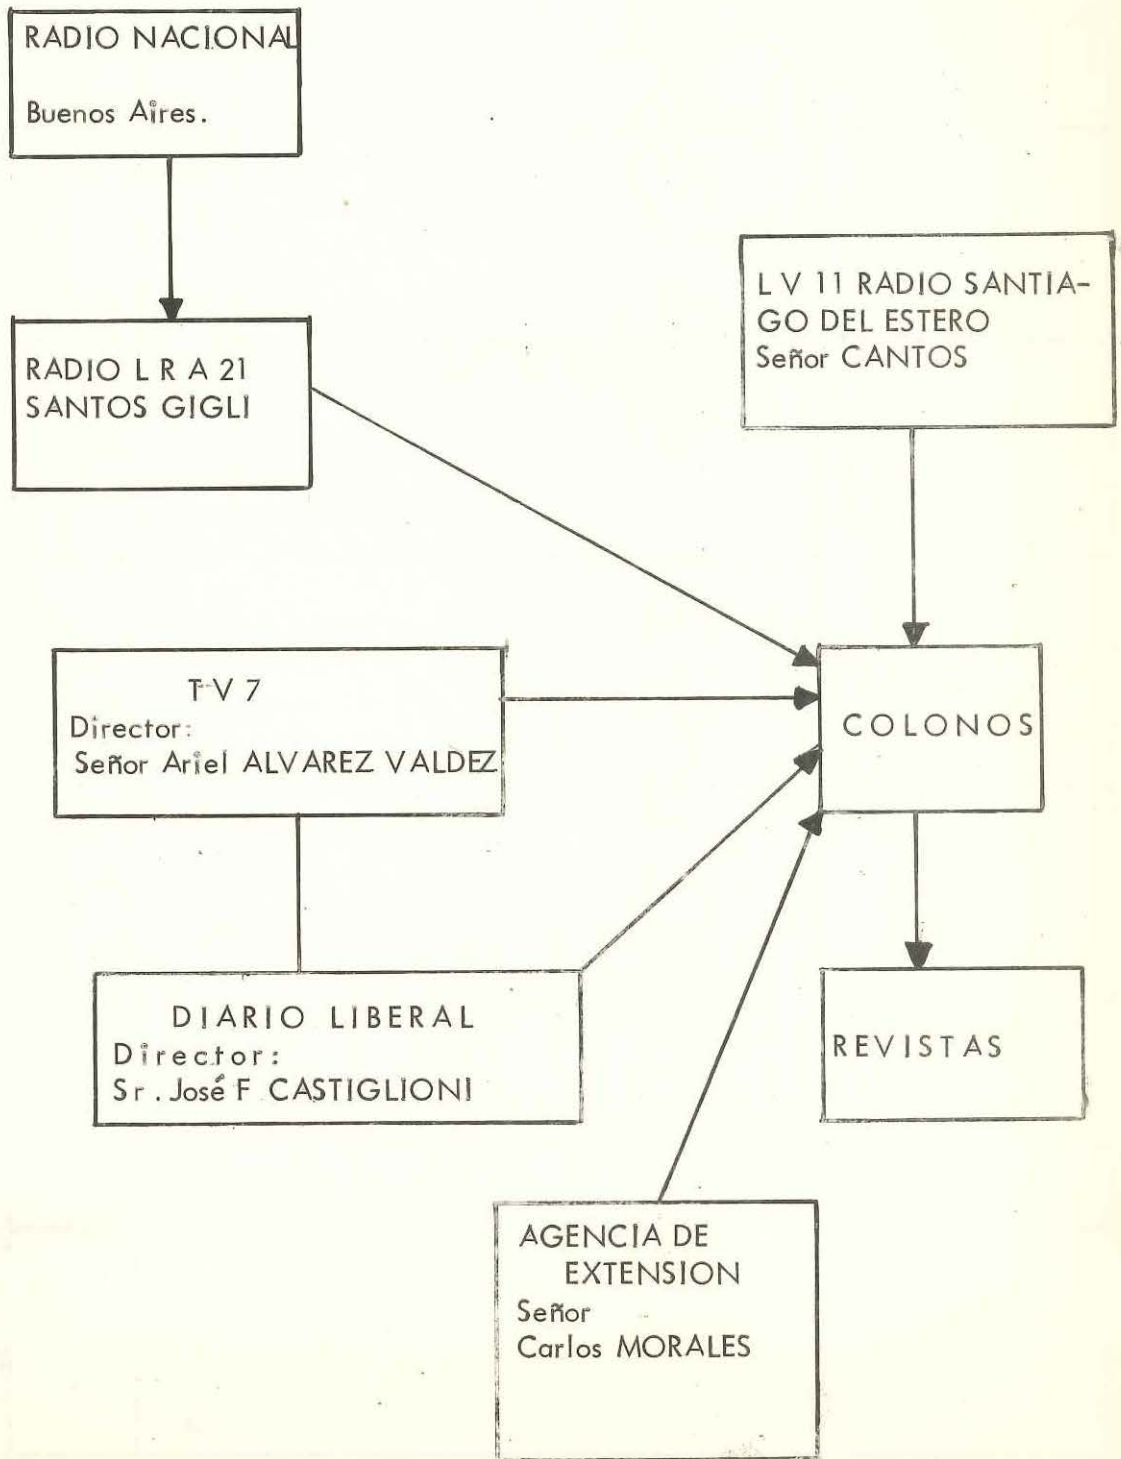 RADIO NACIONAL
Buenos Aires.
RADIO L R A 21
SANTOS GIGLI
L V 11 RADIO SANTIA-
GO DEL ESTERO
Señor CANTOS
T-V 7
Director:
Señor Ariel ALVAREZ VALDEZ
COLONOS
DIARIO LIBERAL
Director:
Sr. José F CASTIGLIONI
REVISTAS
AGENCIA DE
EXTENSION
Señor
Carlos MORALES